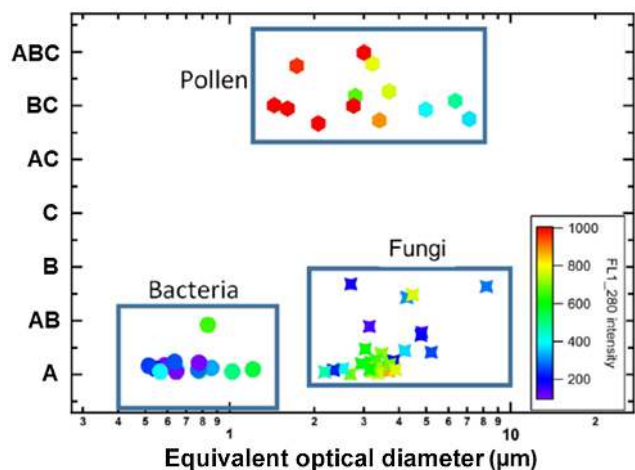 ABC
Pollen
BC
AC
C
B
Fungi
Bacteria
AB
A
1000
800
600
400
200
FL1_280 intensity
3 4 5 6 7 8 9 1 2 3 4 5 6 7 8 9 10 2
Equivalent optical diameter (µm)